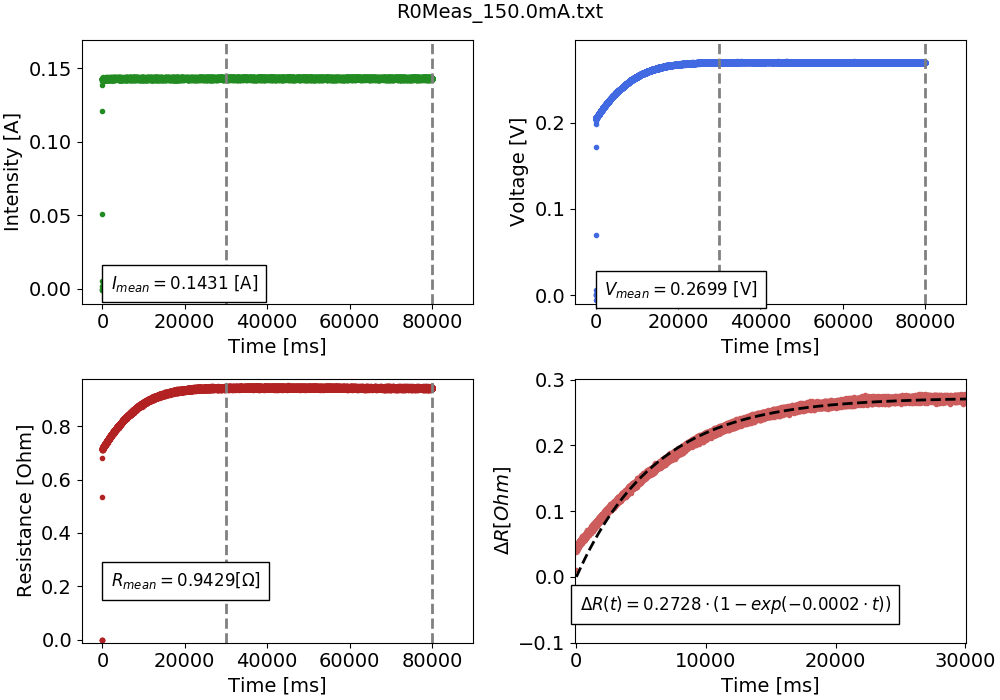 R0Meas_150.0mA.txt
Intensity [A]
0.15
0.10
0.05
0.00
I_mean = 0.1431 [A]
0 20000 40000 60000 80000
Time [ms]
Voltage [V]
0.2
0.1
0.0
V_mean = 0.2699 [V]
0 20000 40000 60000 80000
Time [ms]
Resistance [Ohm]
0.8
0.6
0.4
0.2
0.0
R_mean = 0.9429[Ω]
0 20000 40000 60000 80000
Time [ms]
ΔR[Ohm]
0.3
0.2
0.1
0.0
−0.1
ΔR(t) = 0.2728 · (1 − exp(−0.0002 · t))
0 10000 20000 30000
Time [ms]